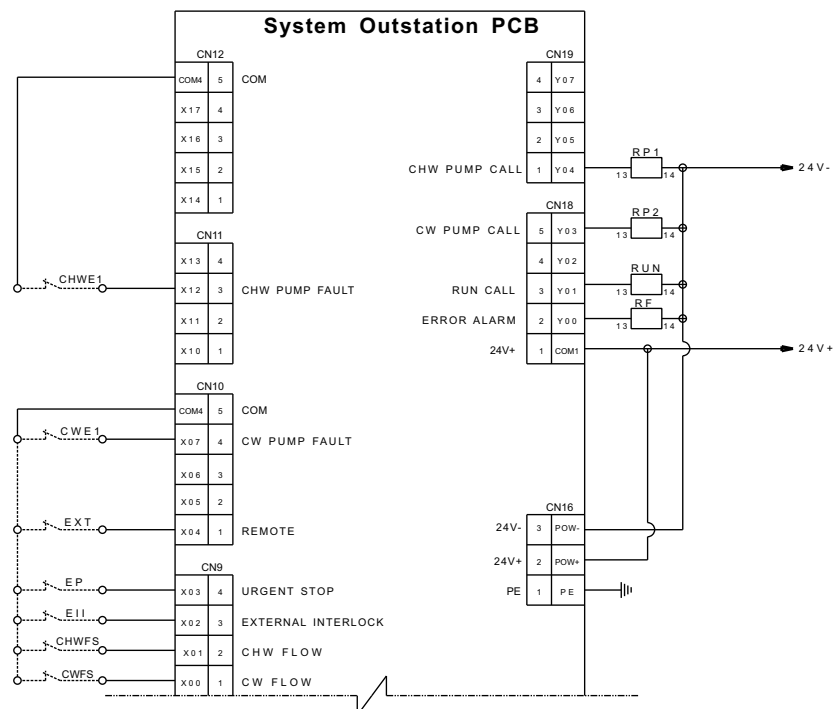 System Outstation PCB
CN12
COM4 5 COM
X17 4
X16 3
X15 2
X14 1
CN11
X13 4
CHWE1 X12 3 CHW PUMP FAULT
X11 2
X10 1
CN10
COM4 5 COM
CWE1 X07 4 CW PUMP FAULT
X06 3
X05 2
EXT X04 1 REMOTE
CN9
EP X03 4 URGENT STOP
EII X02 3 EXTERNAL INTERLOCK
CHWFS X01 2 CHW FLOW
CWFS X00 1 CW FLOW
CN19
4 Y07
3 Y06
2 Y05
RP1
CHW PUMP CALL 1 Y04 13 14 24V-
CN18
RP2
CW PUMP CALL 5 Y03 13 14
4 Y02
RUN
RUN CALL 3 Y01 13 14
RF
ERROR ALARM 2 Y00 13 14
24V+ 1 COM1 24V+
CN16
24V- 3 POW-
24V+ 2 POW+
PE 1 PE